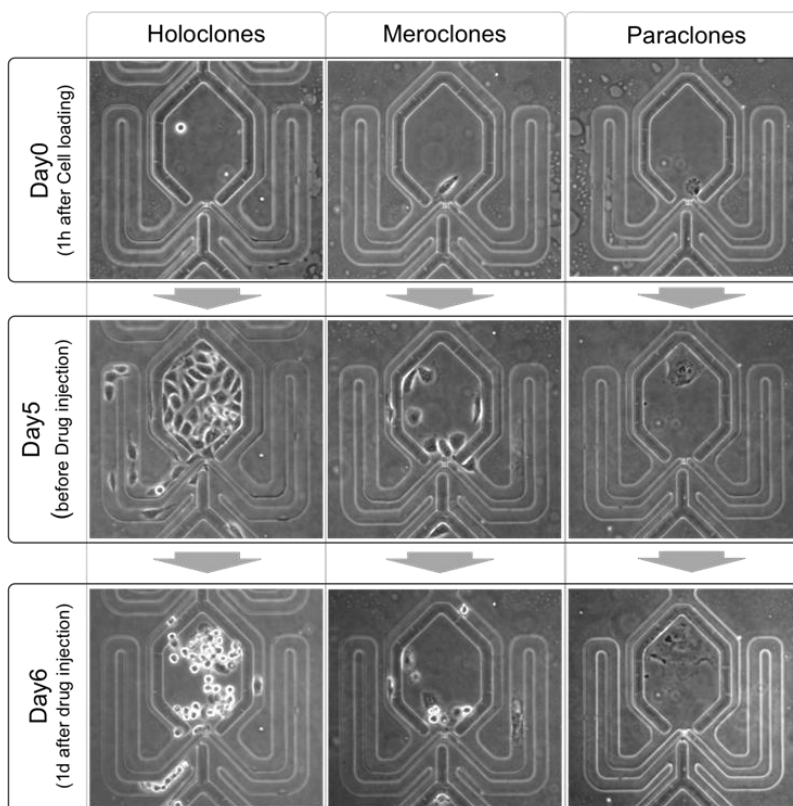 Holoclones
Meroclones
Paraclones
Day0
(1h after Cell loading)
Day5
(before Drug injection)
Day6
(1d after drug injection)